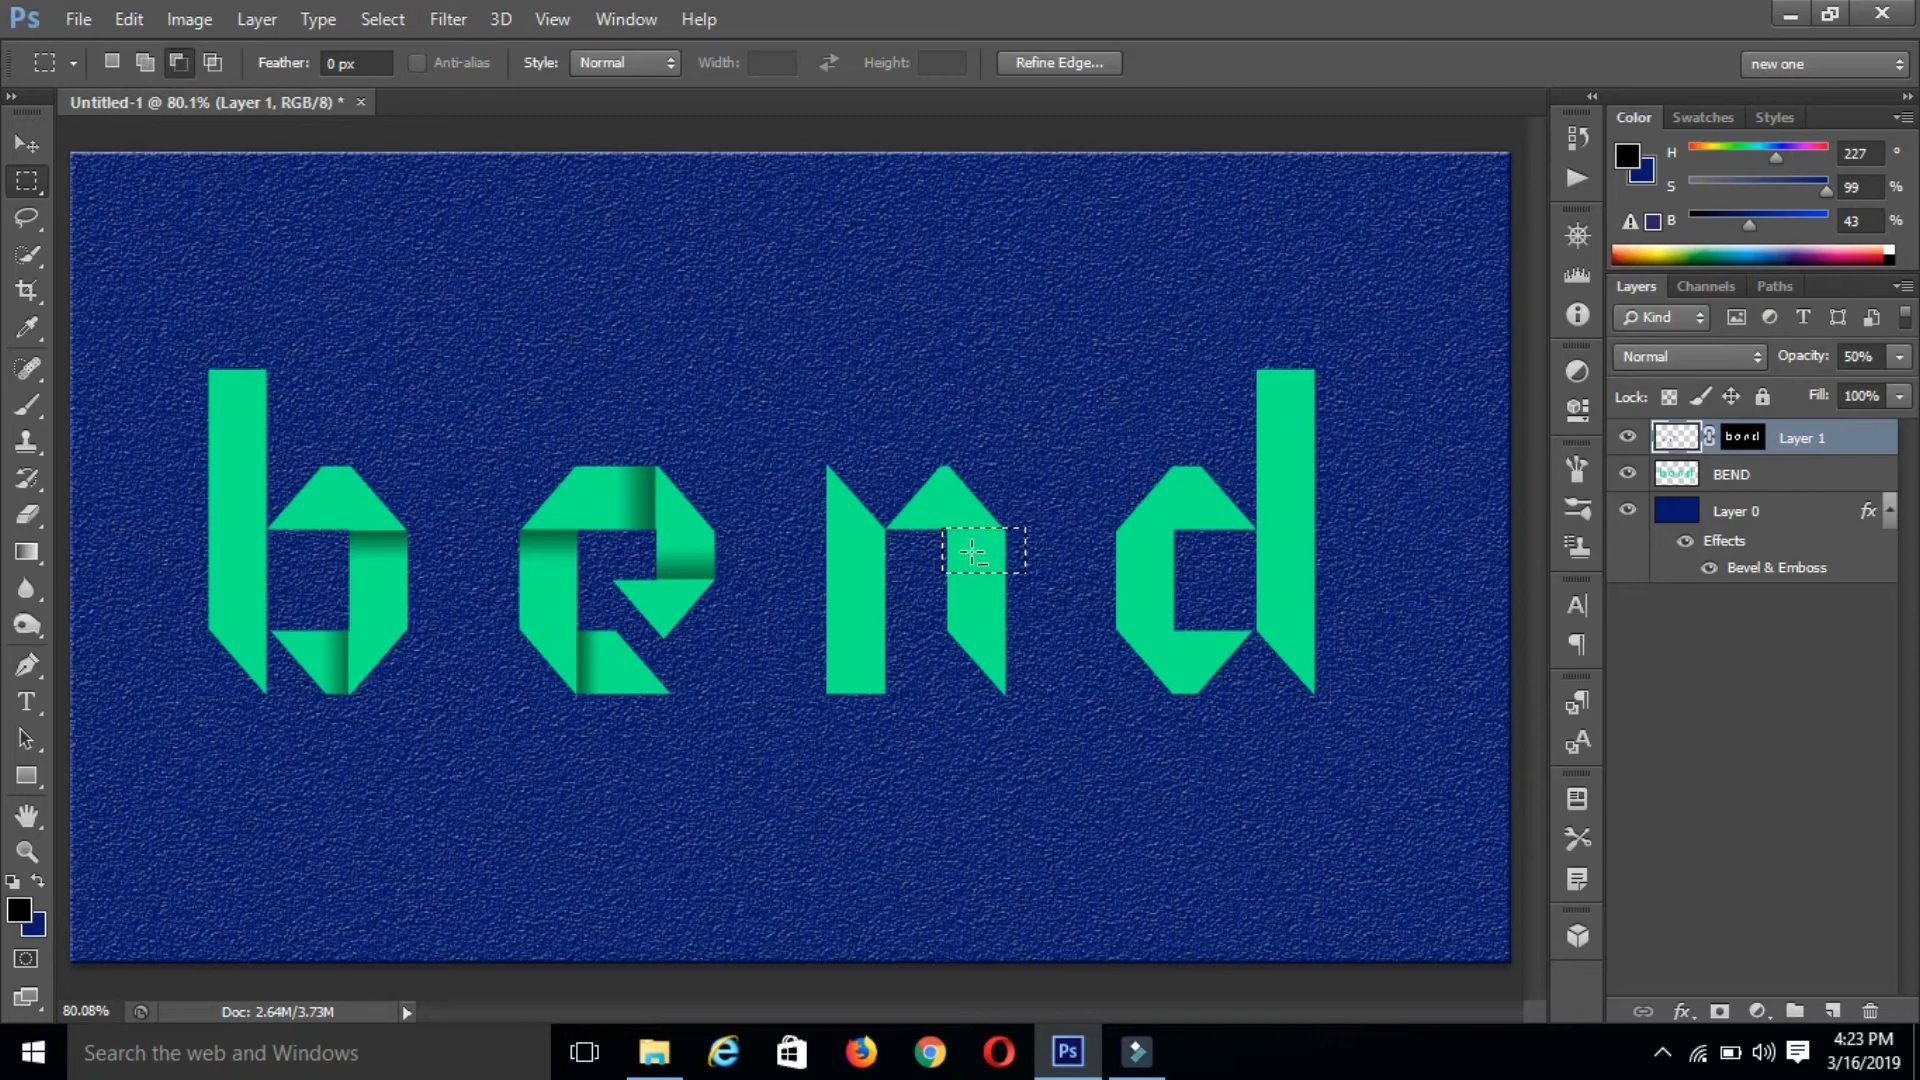 Ps File Edit Image Layer Type Select Filter 3D View Window Help
Feather: 0 px Anti-alias Style: Normal Width: Height: Refine Edge... new one
Untitled-1 @ 80.1% (Layer 1, RGB/8) * ×
Color Swatches Styles
H 227 °
S 99 %
B 43 %
Layers Channels Paths
Kind
Normal Opacity: 50%
Lock: Fill: 100%
bend Layer 1
bend BEND
Layer 0 fx
Effects
Bevel & Emboss
bend
80.08% Doc: 2.64M/3.73M
Search the web and Windows
Ps
4:23 PM
3/16/2019